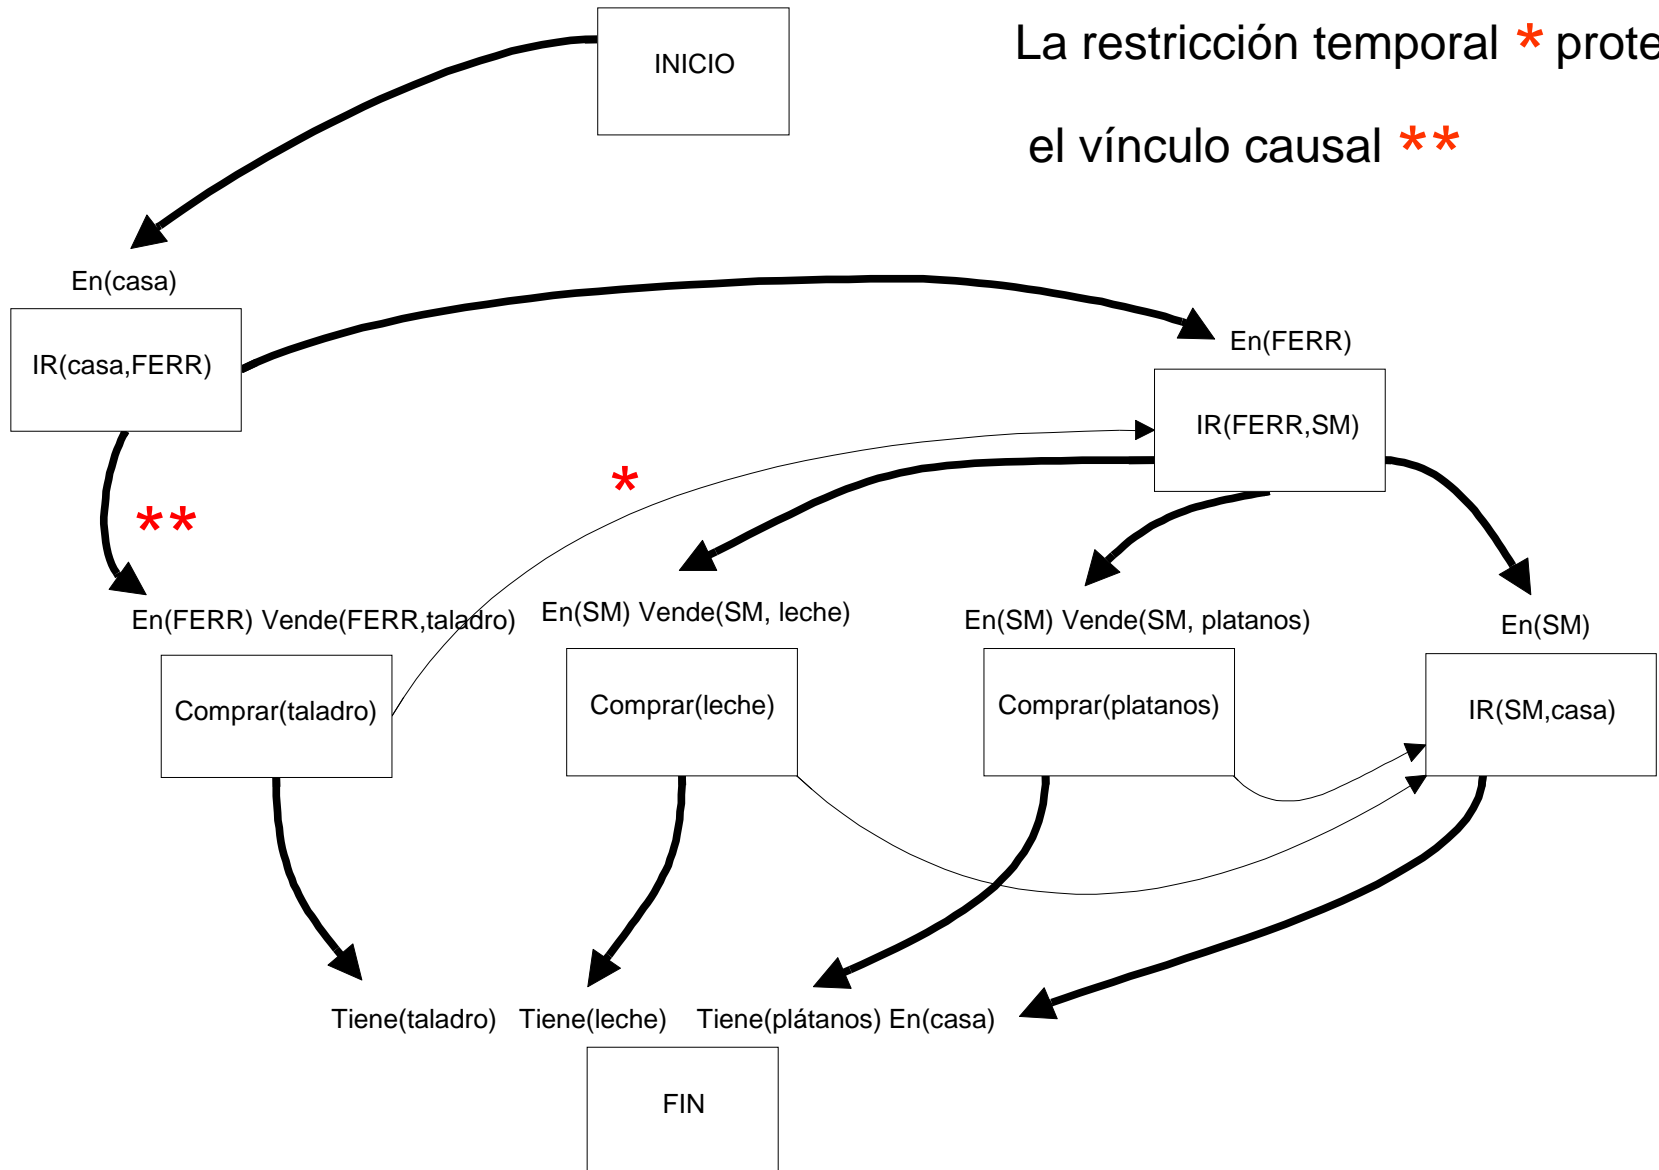 INICIO
La restricción temporal * prote
el vínculo causal **
En(casa)
IR(casa,FERR)
En(FERR)
IR(FERR,SM)
*
**
En(FERR) Vende(FERR,taladro)
En(SM) Vende(SM, leche)
En(SM) Vende(SM, platanos)
En(SM)
Comprar(taladro)
Comprar(leche)
Comprar(platanos)
IR(SM,casa)
Tiene(taladro) Tiene(leche) Tiene(plátanos) En(casa)
FIN